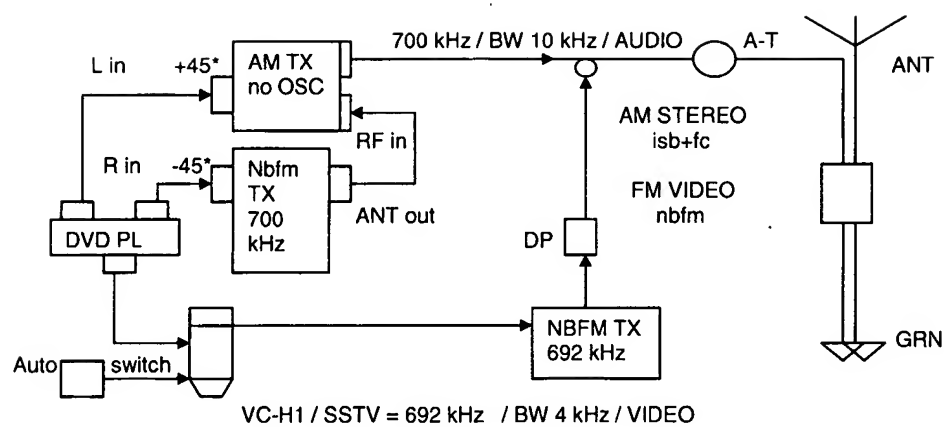 700 kHz / BW 10 kHz / AUDIO
A-T
ANT
L in
+45*
AM TX
no OSC
AM STEREO
isb+fc
RF in
R in
-45*
Nbfm
TX
700
kHz
ANT out
FM VIDEO
nbfm
DVD PL
DP
NBFM TX
692 kHz
GRN
Auto
switch
VC-H1 / SSTV = 692 kHz / BW 4 kHz / VIDEO